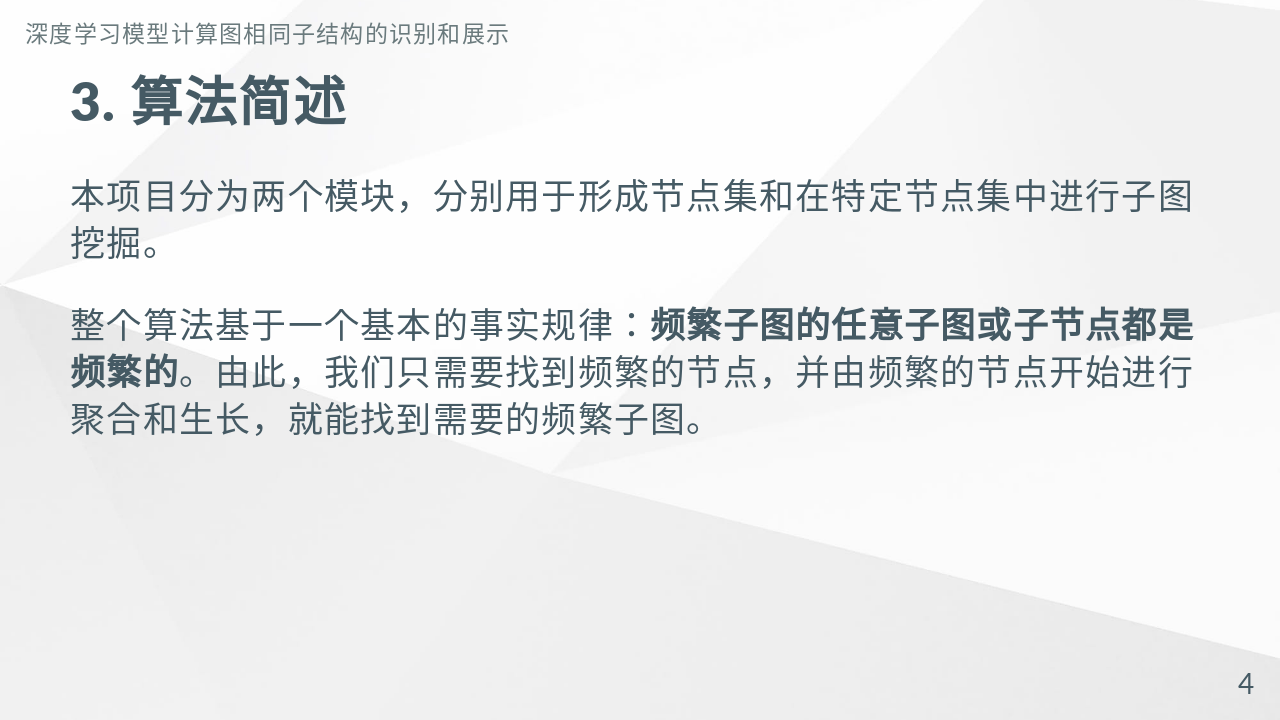 深度学习模型计算图相同子结构的识别和展示
3. 算法简述
本项目分为两个模块，分别用于形成节点集和在特定节点集中进行子图
挖掘。
整个算法基于一个基本的事实规律：频繁子图的任意子图或子节点都是
频繁的。由此，我们只需要找到频繁的节点，并由频繁的节点开始进行
聚合和生长，就能找到需要的频繁子图。
4